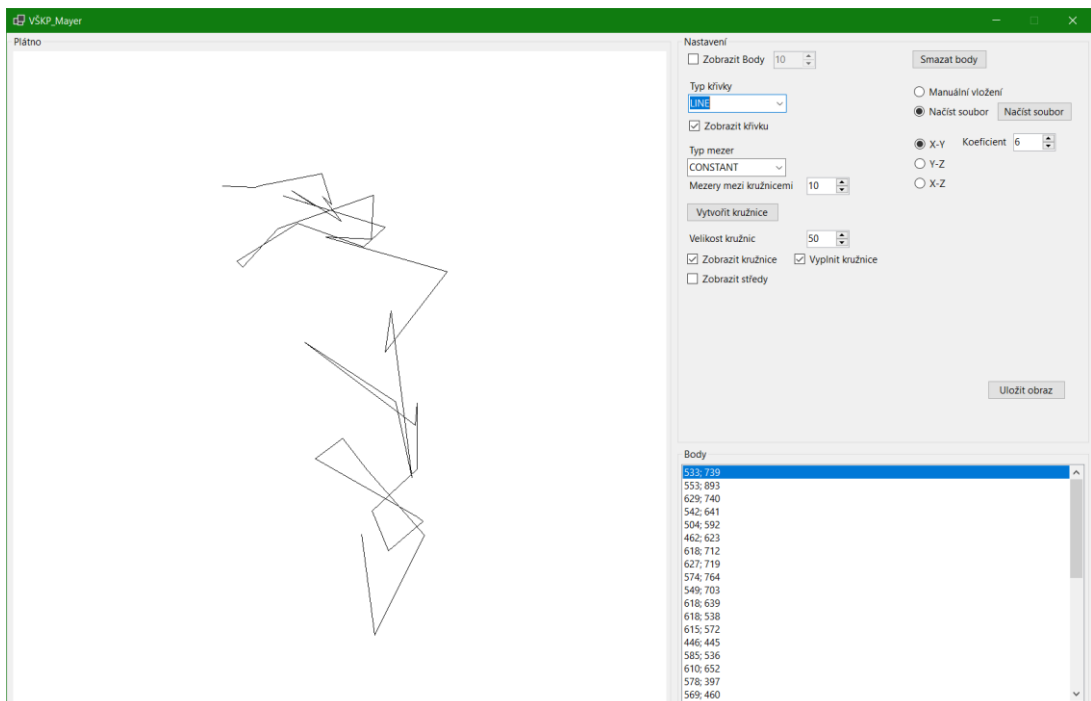 VŠKP_Mayer
Plátno
Nastavení
Zobrazit Body 10
Smazat body
Typ křivky
LINE
Manuální vložení
Načíst soubor Načíst soubor
Zobrazit křivku
X-Y Koeficient 6
Typ mezer
CONSTANT
Y-Z
Mezery mezi kružnicemi 10
X-Z
Vytvořit kružnice
Velikost kružnic 50
Zobrazit kružnice Vyplnit kružnice
Zobrazit středy
Uložit obraz
Body
533; 739
553; 893
629; 740
542; 641
504; 592
462; 623
618; 712
627; 719
574; 764
549; 703
618; 639
618; 538
615; 572
446; 445
585; 536
610; 652
578; 397
569; 460